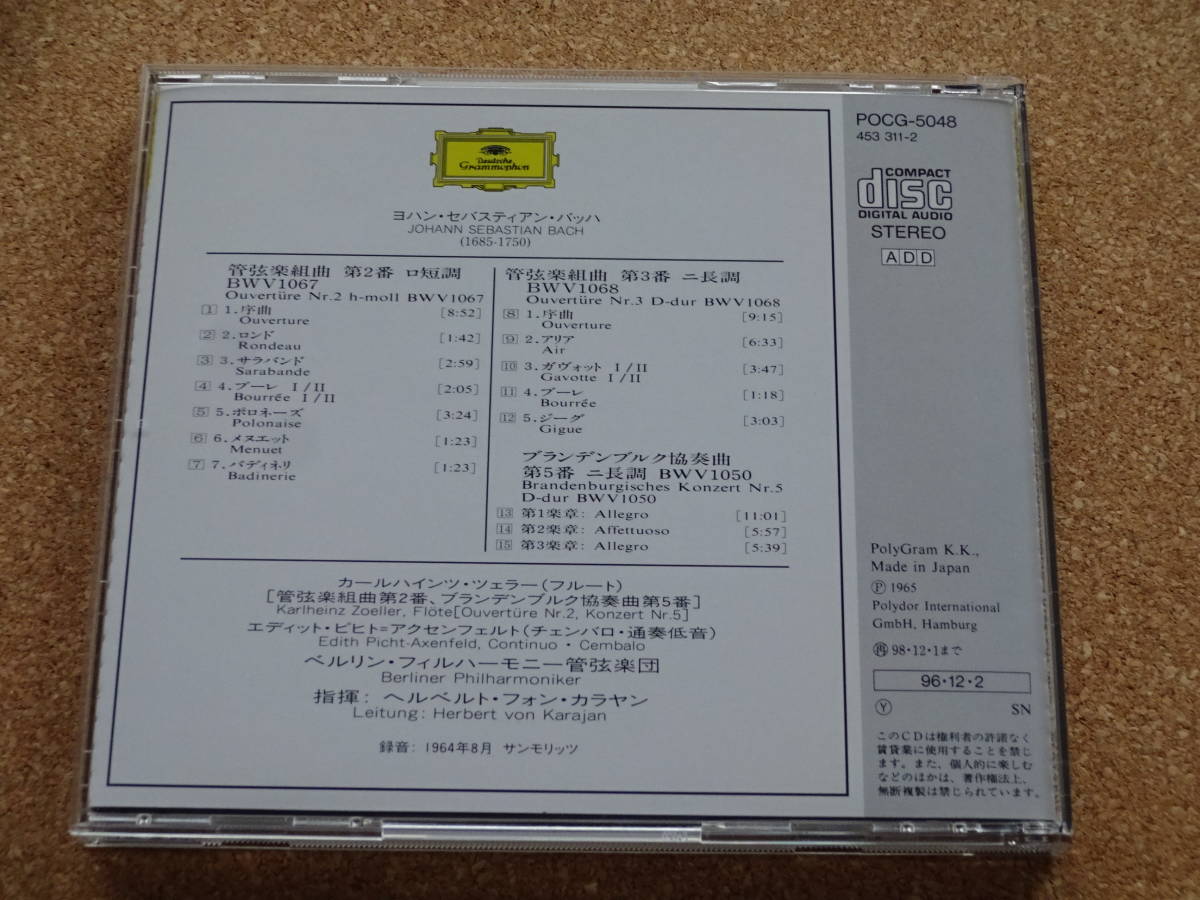 Deutsche
Grammophon
ヨハン・セバスティアン・バッハ
JOHANN SEBASTIAN BACH
(1685-1750)
管弦楽組曲 第2番 ロ短調
BWV1067
Ouvertüre Nr.2 h-moll BWV1067
1 1.序曲 [8:52]
Ouverture
2 2.ロンド [1:42]
Rondeau
3 3.サラバンド [2:59]
Sarabande
4 4.ブーレ I/II [2:05]
Bourrée I/II
5 5.ポロネーズ [3:24]
Polonaise
6 6.メヌエット [1:23]
Menuet
7 7.バディネリ [1:23]
Badinerie
管弦楽組曲 第3番 ニ長調
BWV1068
Ouvertüre Nr.3 D-dur BWV1068
8 1.序曲 [9:15]
Ouverture
9 2.アリア [6:33]
Air
10 3.ガヴォット I/II [3:47]
Gavotte I/II
11 4.ブーレ [1:18]
Bourrée
12 5.ジーグ [3:03]
Gigue
ブランデンブルク協奏曲
第5番 ニ長調 BWV1050
Brandenburgisches Konzert Nr.5
D-dur BWV1050
13 第1楽章: Allegro [11:01]
14 第2楽章: Affettuoso [5:57]
15 第3楽章: Allegro [5:39]
カールハインツ・ツェラー(フルート)
[管弦楽組曲第2番、ブランデンブルク協奏曲第5番]
Karlheinz Zoeller, Flöte[Ouvertüre Nr.2, Konzert Nr.5]
エディット・ピヒト=アクセンフェルト(チェンバロ・通奏低音)
Edith Picht-Axenfeld, Continuo・Cembalo
ベルリン・フィルハーモニー管弦楽団
Berliner Philharmoniker
指揮: ヘルベルト・フォン・カラヤン
Leitung: Herbert von Karajan
録音: 1964年8月 サンモリッツ
POCG-5048
453 311-2
COMPACT
disc
DIGITAL AUDIO
STEREO
ADD
PolyGram K.K.,
Made in Japan
Ⓟ 1965
Polydor International
GmbH, Hamburg
㊞98・12・1まで
96・12・2
Ⓨ SN
このCDは権利者の許諾なく
賃貸業に使用することを禁じ
ます。また、個人的に楽しむ
などのほかは、著作権法上、
無断複製は禁じられています。